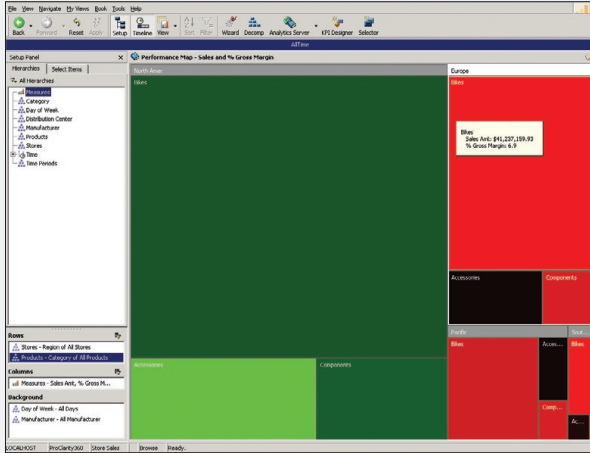 File View Navigate My Views Book Tools Help
Back Forward Reset Apply Setup Timeline View Sort Filter Wizard Decomp Analytics Server KPI Designer Selector
AllTime
Setup Panel X
Performance Map - Sales and % Gross Margin
Hierarchies Select Items
All Hierarchies
Measures
Category
Day of Week
Distribution Center
Manufacturer
Products
Stores
Time
Time Periods
Rows
Stores - Region of All Stores
Products - Category of All Products
Columns
Measures - Sales Amt, % Gross M...
Background
Day of Week - All Days
Manufacturer - All Manufacturer
North Amer
Bikes
Accessories
Components
Europe
Bikes
Bikes
Sales Amt: $41,237,159.93
% Gross Margin: 6.9
Accessories
Components
Pacific
Bikes
Acces...
Comp...
Sout...
Bikes
Ac...
LOCALHOST ProClarity360 Store Sales Browse Ready.